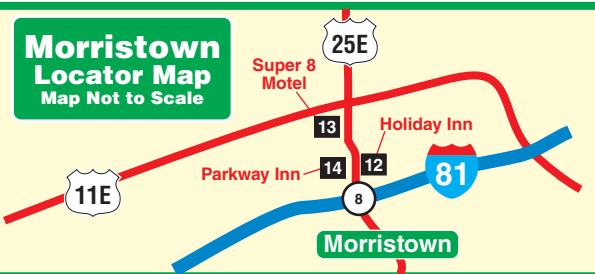 Morristown
Locator Map
Map Not to Scale
25E
Super 8
Motel
13
Holiday Inn
Parkway Inn
14
12
81
11E
8
Morristown